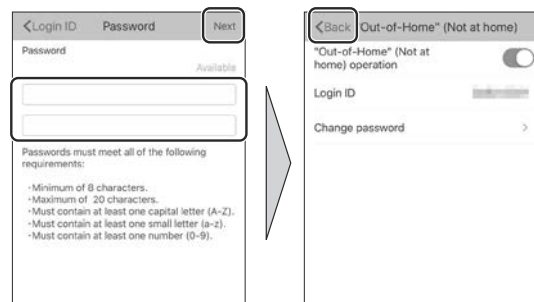 Login ID
Password
Next
Password
Available
Passwords must meet all of the following
requirements:
・Minimum of 8 characters.
・Maximum of 20 characters.
・Must contain at least one capital letter (A-Z).
・Must contain at least one small letter (a-z).
・Must contain at least one number (0-9).
Back
"Out-of-Home" (Not at home)
"Out-of-Home" (Not at
home) operation
Login ID
Change password